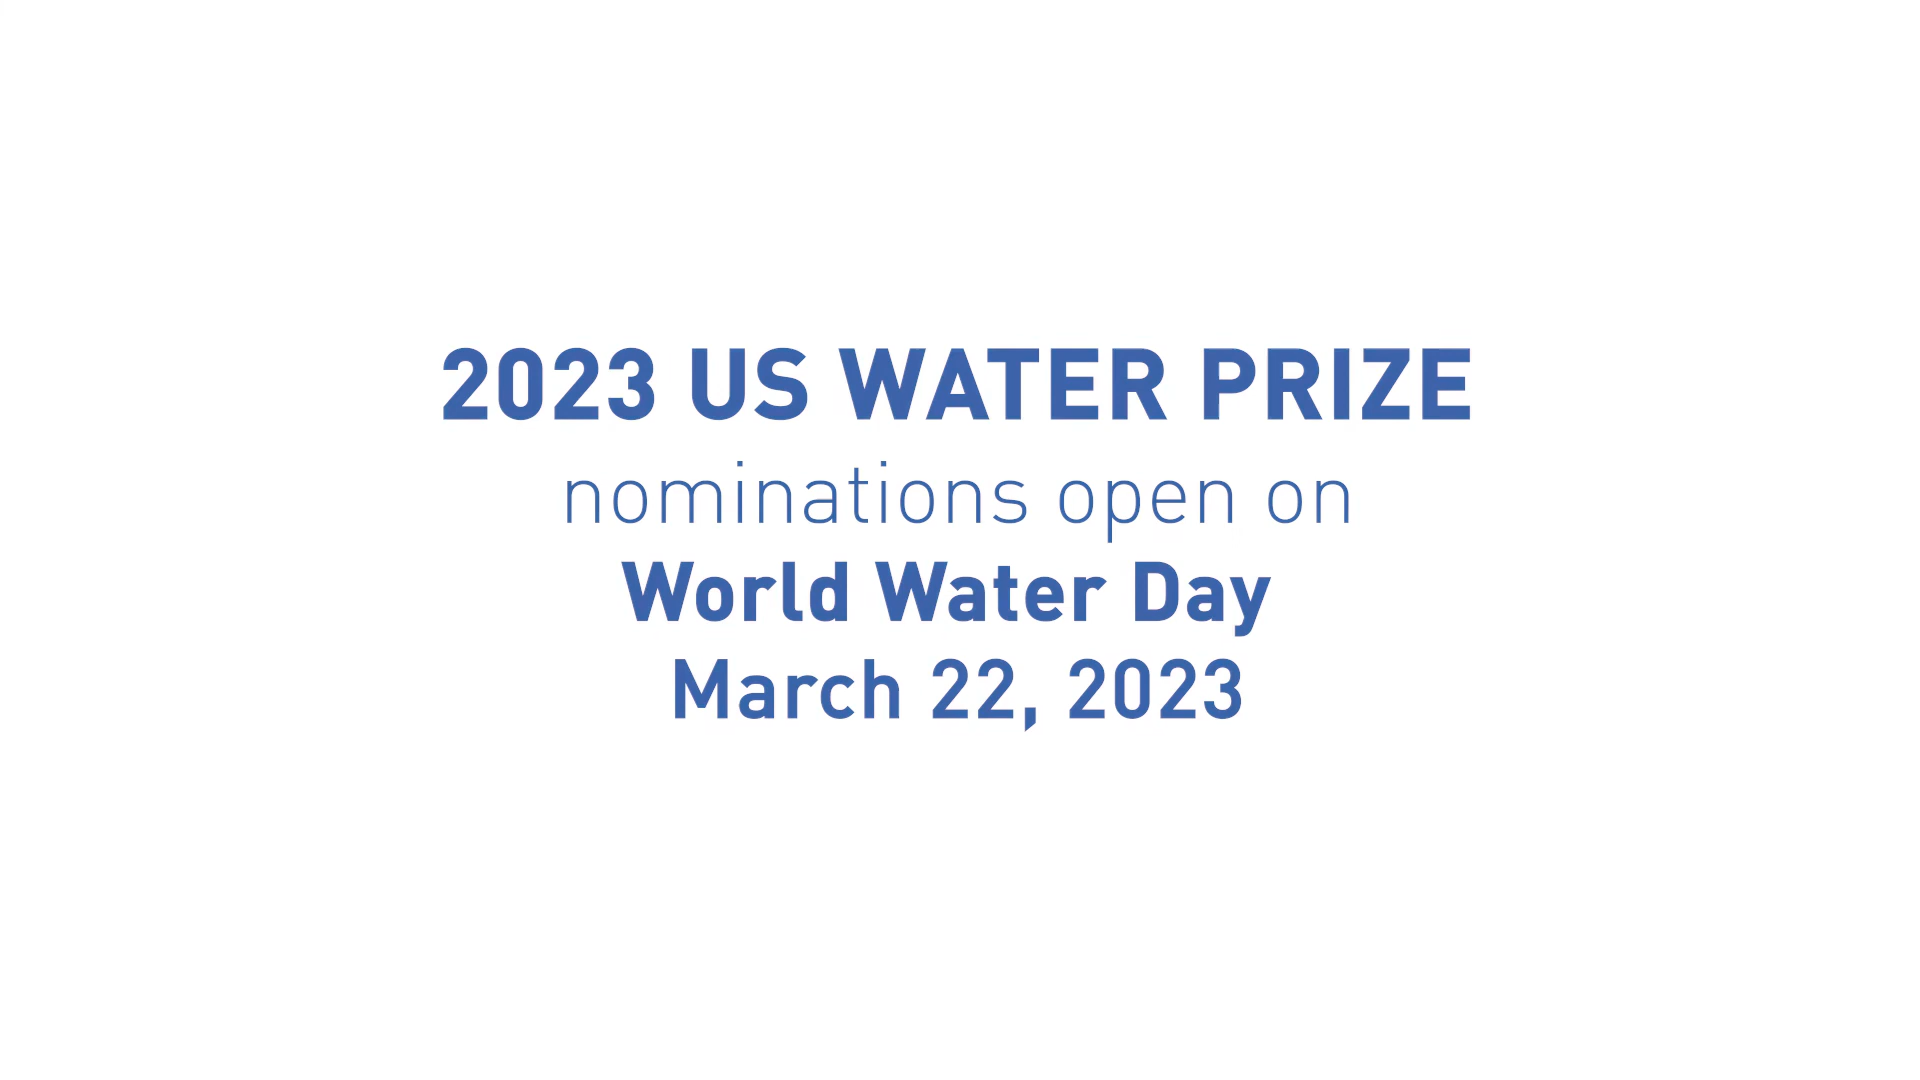 2023 US WATER PRIZE
nominations open on
World Water Day
March 22, 2023